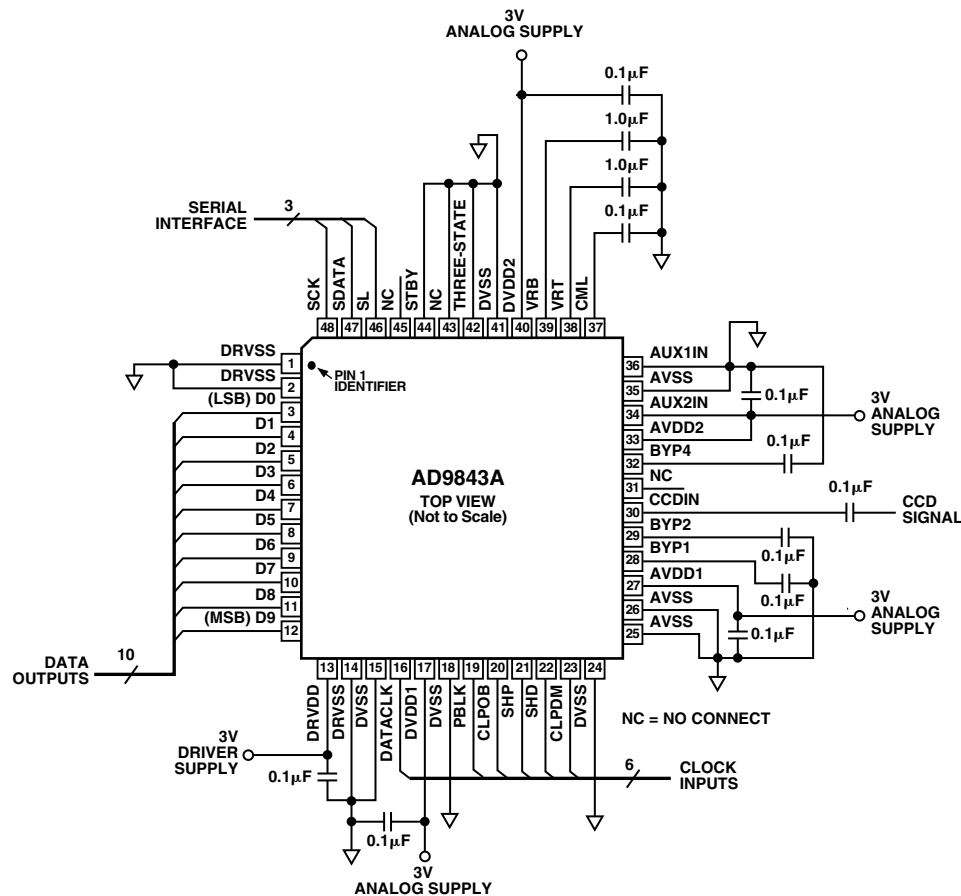 3V
ANALOG SUPPLY
0.1μF
1.0μF
1.0μF
0.1μF
SERIAL
INTERFACE
3
SCK
SDATA
SL
NC
STBY
NC
THREE-STATE
DVSS
DVDD2
VRB
VRT
CML
48
47
46
45
44
43
42
41
40
39
38
37
DRVSS
1
DRVSS
2
(LSB) D0
3
D1
4
D2
5
D3
6
D4
7
D5
8
D6
9
D7
10
D8
11
(MSB) D9
12
PIN 1
IDENTIFIER
AD9843A
TOP VIEW
(Not to Scale)
36
AUX1IN
35
AVSS
34
AUX2IN
33
AVDD2
32
BYP4
31
NC
30
CCDIN
29
BYP2
28
BYP1
27
AVDD1
26
AVSS
25
AVSS
0.1μF
3V
ANALOG
SUPPLY
0.1μF
0.1μF
CCD
SIGNAL
0.1μF
0.1μF
3V
ANALOG
SUPPLY
0.1μF
DATA
OUTPUTS
10
13
14
15
16
17
18
19
20
21
22
23
24
DRVDD
DRVSS
DVSS
DATACLK
DVDD1
DVSS
PBLK
CLPOB
SHP
SHD
CLPDM
DVSS
NC = NO CONNECT
3V
DRIVER
SUPPLY
0.1μF
6
CLOCK
INPUTS
0.1μF
3V
ANALOG SUPPLY